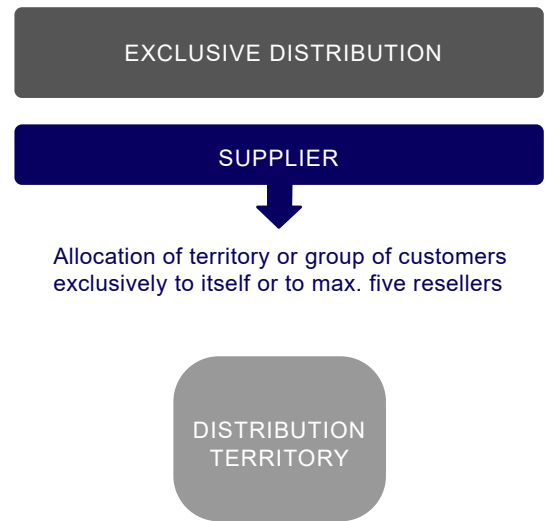 EXCLUSIVE DISTRIBUTION
SUPPLIER
Allocation of territory or group of customers
exclusively to itself or to max. five resellers
DISTRIBUTION
TERRITORY